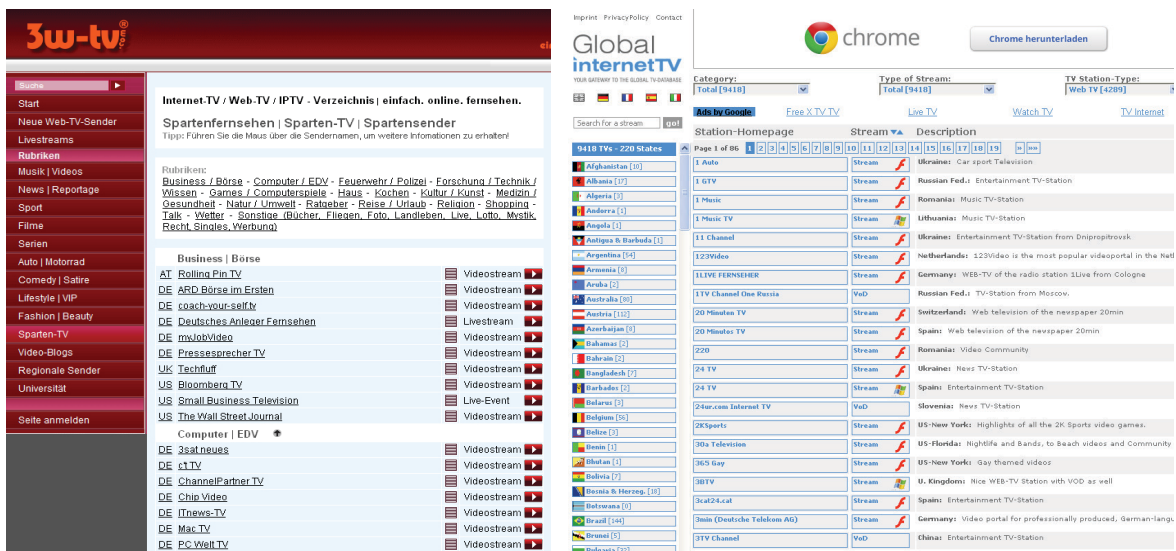 3w-tv®
.com
Suche
Start
Neue Web-TV-Sender
Livestreams
Rubriken
Musik | Videos
News | Reportage
Sport
Filme
Serien
Auto | Motorrad
Comedy | Satire
Lifestyle | VIP
Fashion | Beauty
Sparten-TV
Video-Blogs
Regionale Sender
Universität
Seite anmelden
Internet-TV / Web-TV / IPTV - Verzeichnis | einfach. online. fernsehen.
Spartenfernsehen | Sparten-TV | Spartensender
Tipp: Führen Sie die Maus über die Sendernamen, um weitere Infomationen zu erhalten!
Rubriken:
Business / Börse - Computer / EDV - Feuerwehr / Polizei - Forschung / Technik /
Wissen - Games / Computerspiele - Haus - Kochen - Kultur / Kunst - Medizin /
Gesundheit - Natur / Umwelt - Ratgeber - Reise / Urlaub - Religion - Shopping -
Talk - Wetter - Sonstige (Bücher, Fliegen, Foto, Landleben, Live, Lotto, Mystik,
Recht, Singles, Werbung)
Business | Börse
AT Rolling Pin TV Videostream
DE ARD Börse im Ersten Videostream
DE coach-your-self.tv Videostream
DE Deutsches Anleger Fernsehen Livestream
DE myJobVideo Videostream
DE Pressesprecher TV Videostream
UK Techfluff Videostream
US Bloomberg TV Videostream
US Small Business Television Live-Event
US The Wall Street Journal Videostream
Computer | EDV
DE 3sat neues Videostream
DE c't TV Videostream
DE ChannelPartner TV Videostream
DE Chip Video Videostream
DE ITnews-TV Videostream
DE Mac TV Videostream
DE PC Welt TV Videostream
Imprint PrivacyPolicy Contact
Global
internetTV
YOUR GATEWAY TO THE GLOBAL TV-DATABASE
Search for a stream go!
9418 TVs - 220 States
Afghanistan [10]
Albania [17]
Algeria [3]
Andorra [1]
Angola [1]
Antigua & Barbuda [1]
Argentina [54]
Armenia [8]
Aruba [2]
Australia [80]
Austria [112]
Azerbaijan [8]
Bahamas [2]
Bahrain [2]
Bangladesh [7]
Barbados [2]
Belarus [3]
Belgium [56]
Belize [3]
Benin [1]
Bhutan [1]
Bolivia [7]
Bosnia & Herzeg. [18]
Botswana [0]
Brazil [144]
Brunei [5]
chrome
Chrome herunterladen
Category: Type of Stream: TV Station-Type:
Total [9418] Total [9418] Web TV [4289]
Ads by Google Free X TV TV Live TV Watch TV TV Internet
Station-Homepage Stream Description
Page 1 of 86 1 2 3 4 5 6 7 8 9 10 11 12 13 14 15 16 17 18 19 » »»
1 Auto Stream Ukraine: Car sport Television
1 GTV Stream Russian Fed.: Entertainment TV-Station
1 Music Stream Romania: Music TV-Station
1 Music TV Stream Lithuania: Music TV-Station
11 Channel Stream Ukraine: Entertainment TV-Station from Dnipropitrovsk
123Video Stream Netherlands: 123Video is the most popular videoportal in the Net
1LIVE FERNSEHER Stream Germany: WEB-TV of the radio station 1Live from Cologne
1TV Channel One Russia VoD Russian Fed.: TV-Station from Moscow.
20 Minuten TV Stream Switzerland: Web television of the newspaper 20min
20 Minutos TV Stream Spain: Web television of the newspaper 20min
220 Stream Romania: Video Community
24 TV Stream Ukraine: News TV-Station
24 TV Stream Spain: Entertainment TV-Station
24ur.com Internet TV VoD Slovenia: News TV-Station
2KSports Stream US-New York: Highlights of all the 2K Sports video games.
30a Television Stream US-Florida: Nightlife and Bands, to Beach videos and Community
365 Gay Stream US-New York: Gay themed videos
3BTV Stream U. Kingdom: Nice WEB-TV Station with VOD as well
3cat24.cat Stream Spain: Entertainment TV-Station
3min (Deutsche Telekom AG) Stream Germany: Video portal for professionally produced, German-langu
3TV Channel VoD China: Entertainment TV-Station